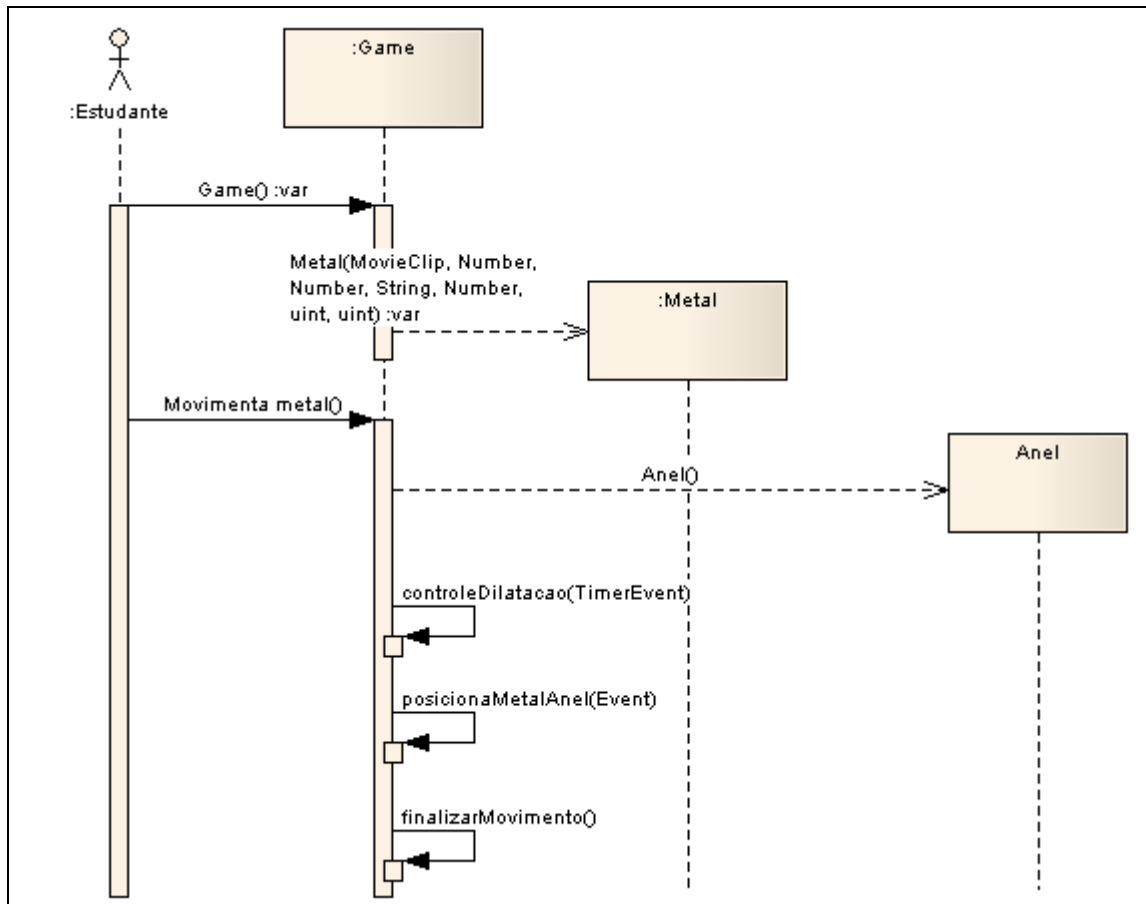 :Estudante
:Game
Game() :var
Metal(MovieClip, Number,
Number, String, Number,
uint, uint) :var
:Metal
Movimenta metal()
Anel
Anel()
controleDilatacao(TimerEvent)
posicionaMetalAnel(Event)
finalizarMovimento()